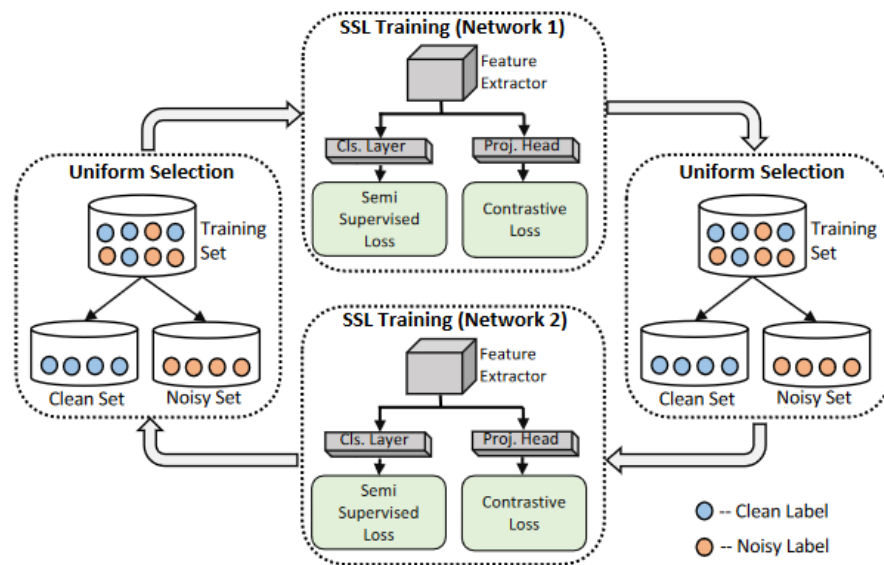 SSL Training (Network 1)
Feature
Extractor
Cls. Layer
Proj. Head
Semi
Supervised
Loss
Contrastive
Loss
Uniform Selection
Training
Set
Clean Set
Noisy Set
Uniform Selection
Training
Set
Clean Set
Noisy Set
SSL Training (Network 2)
Feature
Extractor
Cls. Layer
Proj. Head
Semi
Supervised
Loss
Contrastive
Loss
-- Clean Label
-- Noisy Label